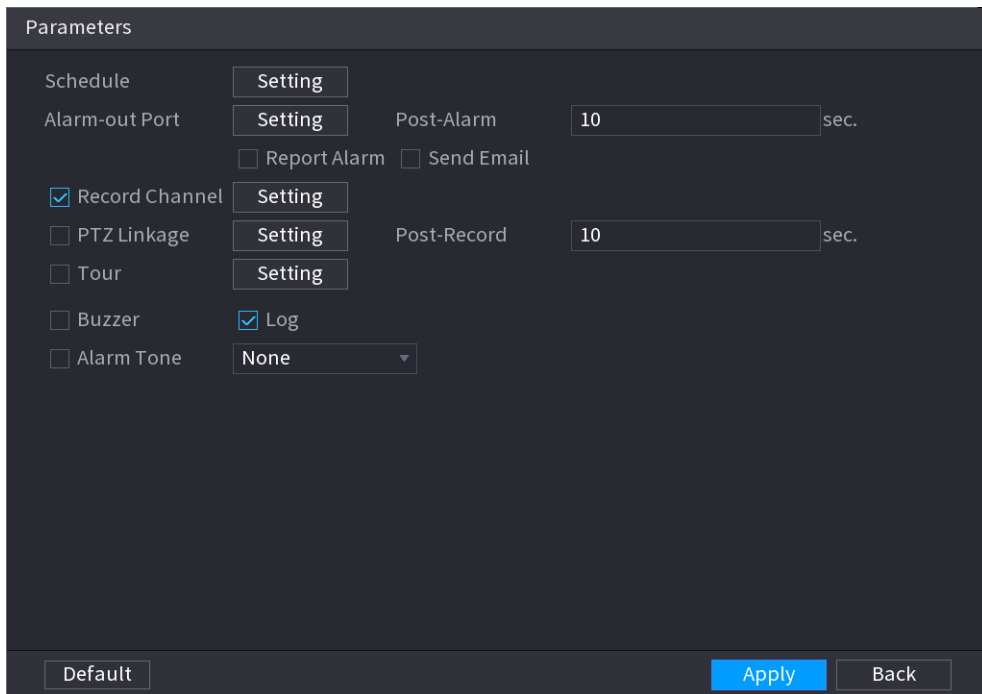 Parameters
Schedule Setting
Alarm-out Port Setting Post-Alarm 10 sec.
Report Alarm Send Email
Record Channel Setting
PTZ Linkage Setting Post-Record 10 sec.
Tour Setting
Buzzer Log
Alarm Tone None
Default Apply Back